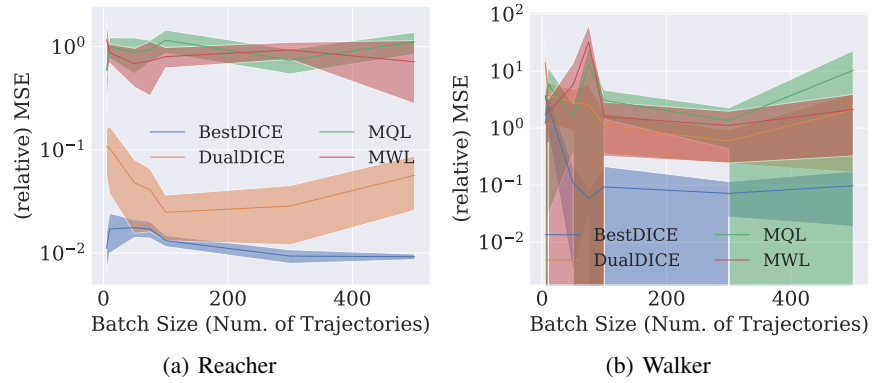 (relative) MSE
10^0
10^-1
10^-2
BestDICE
DualDICE
MQL
MWL
0
200
400
Batch Size (Num. of Trajectories)
(a) Reacher
(relative) MSE
10^2
10^1
10^0
10^-1
10^-2
BestDICE
DualDICE
MQL
MWL
0
200
400
Batch Size (Num. of Trajectories)
(b) Walker